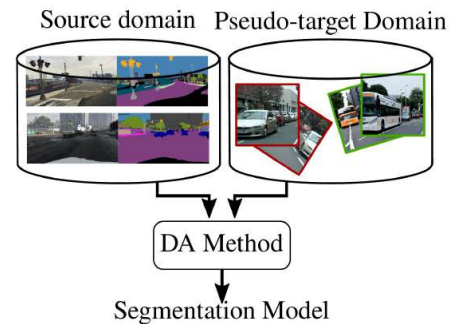 Source domain
Pseudo-target Domain
DA Method
Segmentation Model